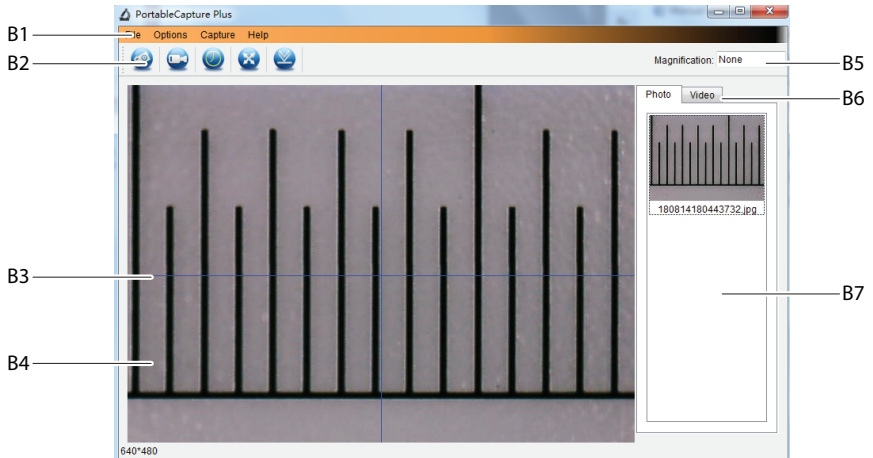 PortableCapture Plus
File Options Capture Help
Magnification: None
Photo Video
180814180443732.jpg
640*480
B1
B2
B3
B4
B5
B6
B7